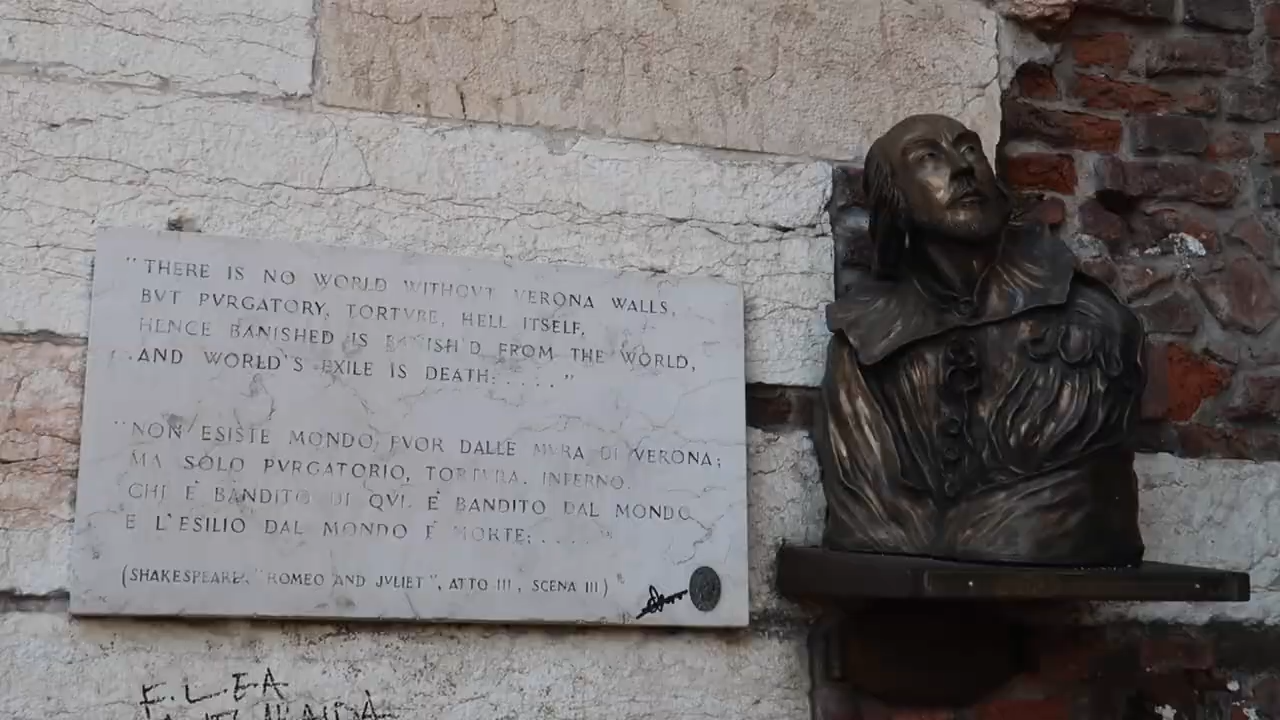 "THERE IS NO WORLD WITHOVT VERONA WALLS,
BVT PVRGATORY, TORTVRE, HELL ITSELF,
HENCE BANISHED IS BANISH'D FROM THE WORLD,
AND WORLD'S EXILE IS DEATH: . . . . "
"NON ESISTE MONDO, FVOR DALLE MVRA DI VERONA;
MA SOLO PVRGATORIO, TORTVRA, INFERNO.
CHI È BANDITO DI QVI, È BANDITO DAL MONDO
E L'ESILIO DAL MONDO È MORTE; . . . . "
(SHAKESPEARE, "ROMEO AND JVLIET", ATTO III, SCENA III)
E.L.EA